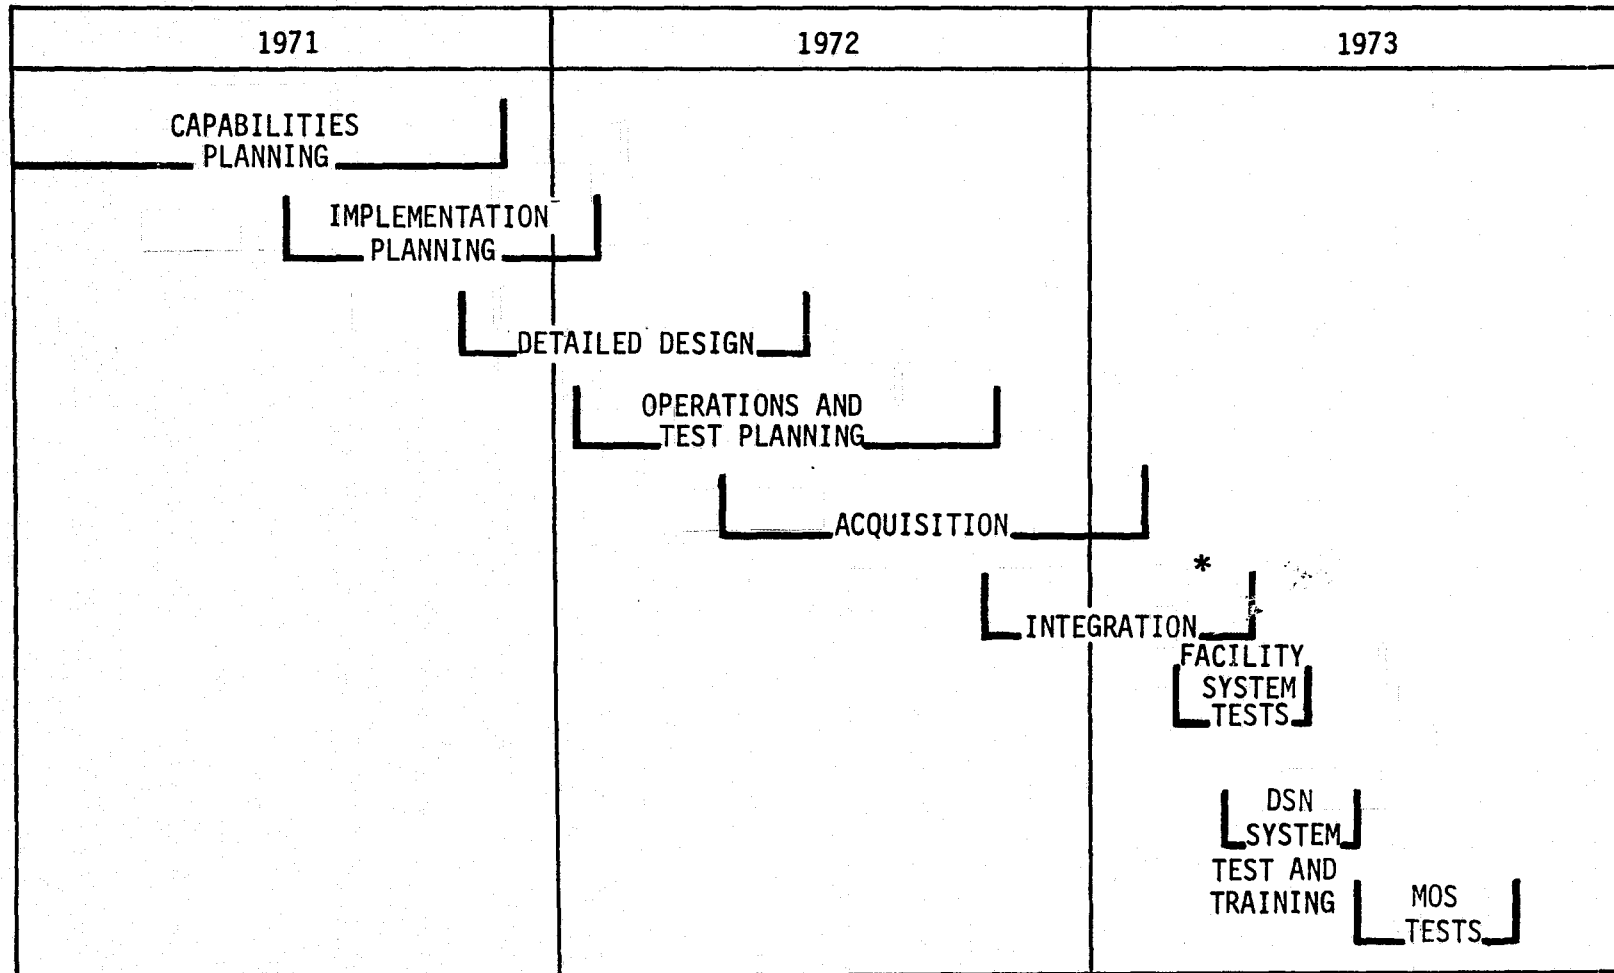 1971
1972
1973
CAPABILITIES
PLANNING
IMPLEMENTATION
PLANNING
DETAILED DESIGN
OPERATIONS AND
TEST PLANNING
ACQUISITION
*
INTEGRATION
FACILITY
SYSTEM
TESTS
DSN
SYSTEM
TEST AND
TRAINING
MOS
TESTS